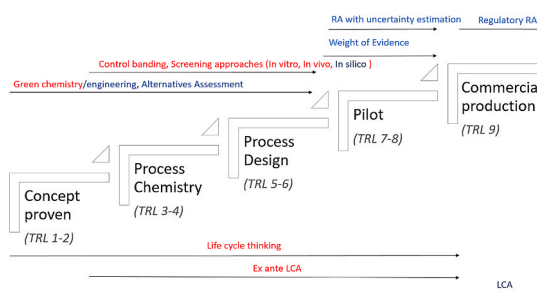 RA with uncertainty estimation
Regulatory RA
Weight of Evidence
Control banding, Screening approaches (In vitro, In vivo, In silico )
Green chemistry/engineering, Alternatives Assessment
Commercia
production
(TRL 9)
Pilot
(TRL 7-8)
Process
Design
(TRL 5-6)
Process
Chemistry
(TRL 3-4)
Concept
proven
(TRL 1-2)
Life cycle thinking
Ex ante LCA
LCA